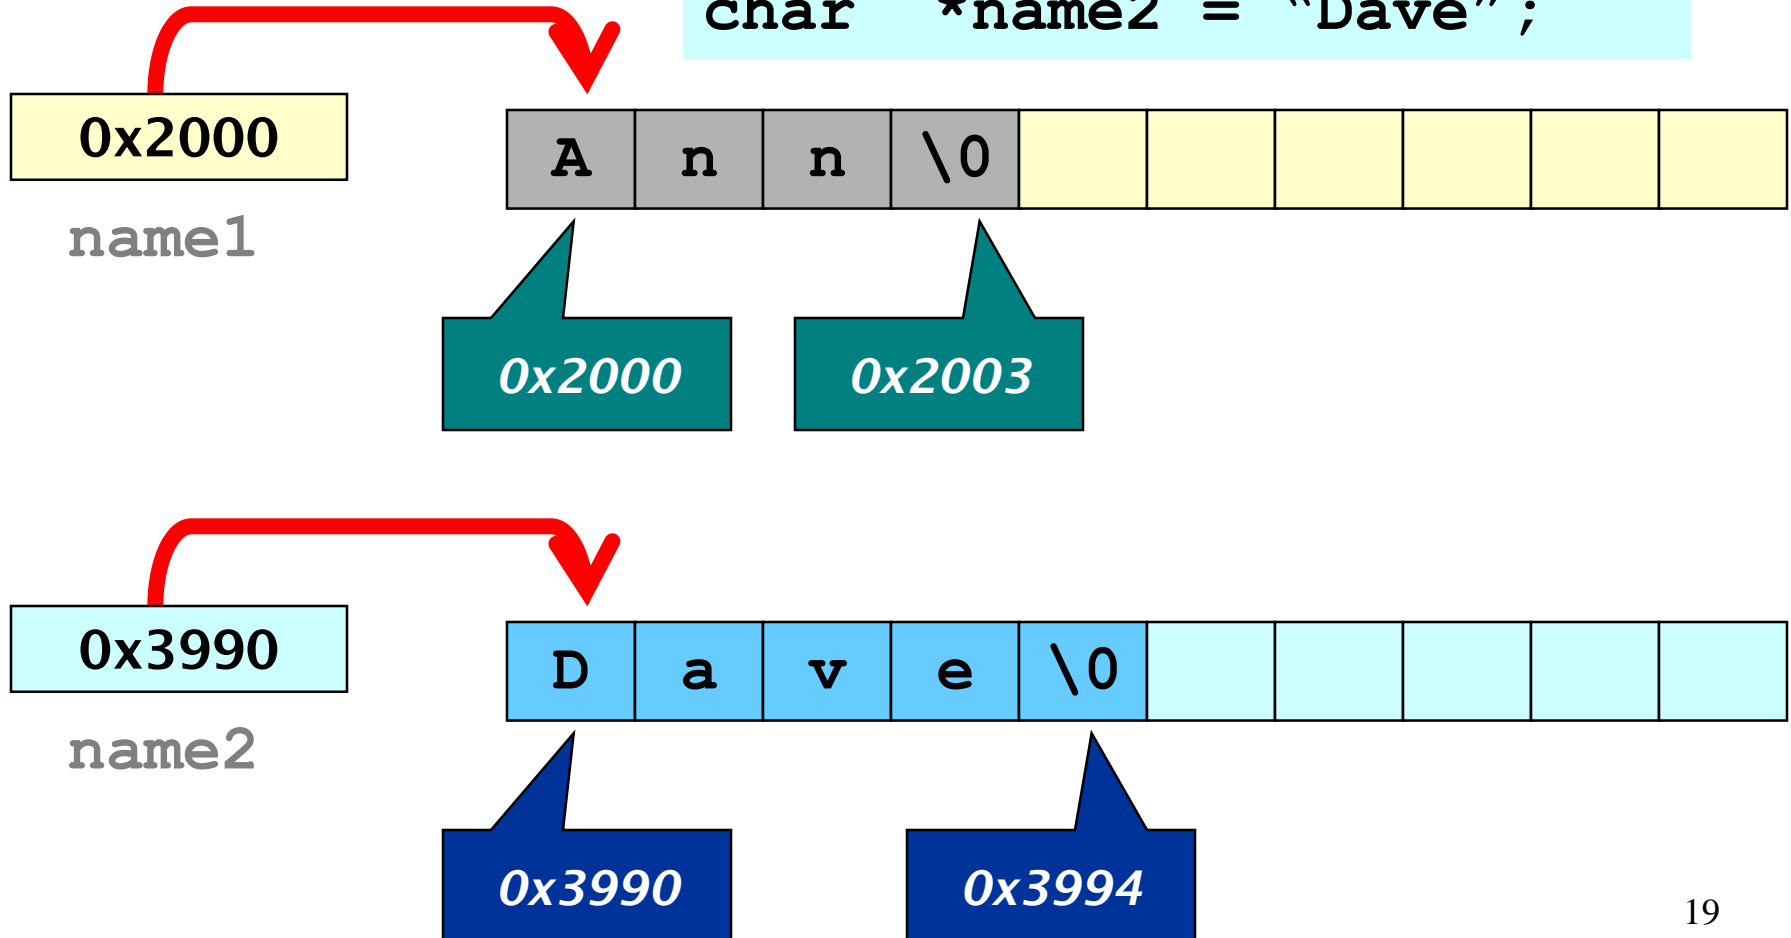 char *name2 = “Dave”;
0x2000
A n n \0
name1
0x2000 0x2003
0x3990
D a v e \0
name2
0x3990 0x3994
19